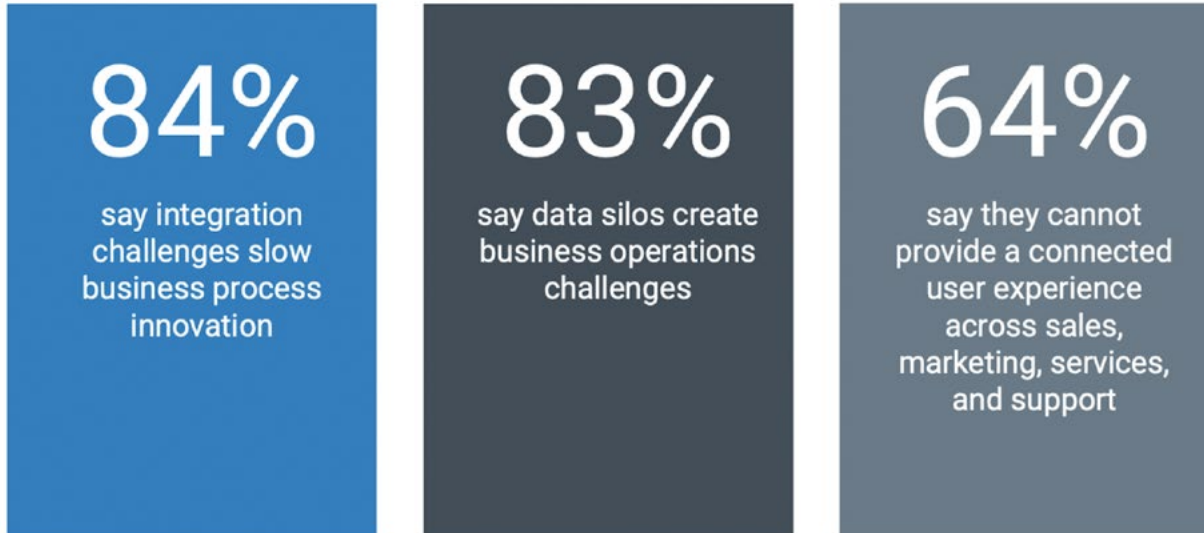 84%
say integration
challenges slow
business process
innovation
83%
say data silos create
business operations
challenges
64%
say they cannot
provide a connected
user experience
across sales,
marketing, services,
and support